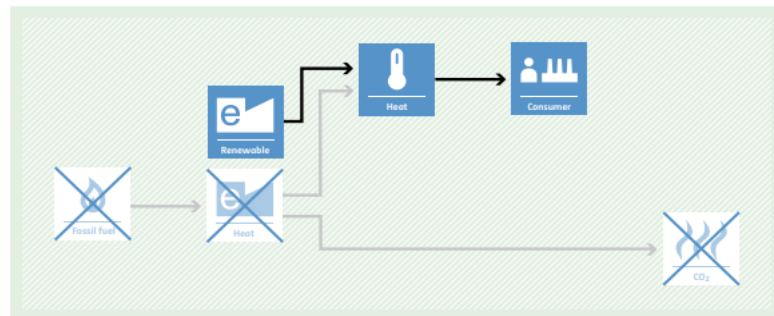 Heat
Consumer
e
Renewable
Fossil fuel
e
Heat
CO₂